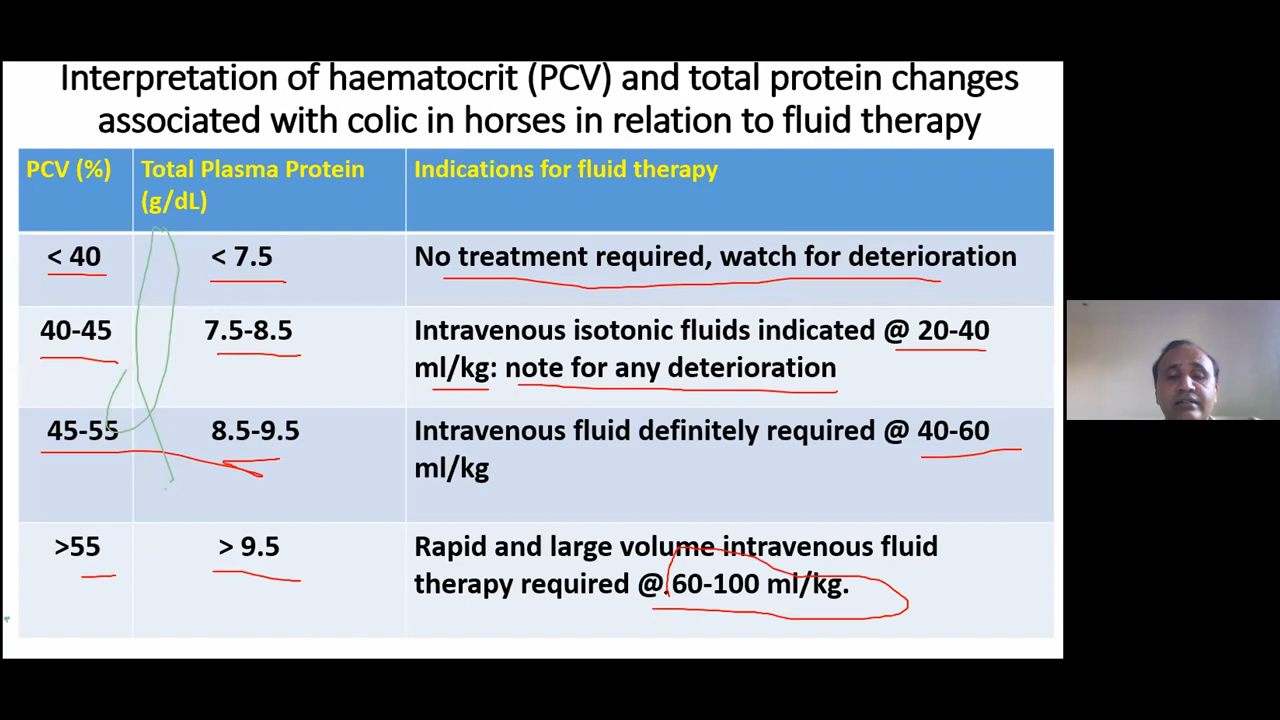 Interpretation of haematocrit (PCV) and total protein changes
associated with colic in horses in relation to fluid therapy
PCV (%)
Total Plasma Protein
(g/dL)
Indications for fluid therapy
< 40
< 7.5
No treatment required, watch for deterioration
40-45
7.5-8.5
Intravenous isotonic fluids indicated @ 20-40
ml/kg: note for any deterioration
45-55
8.5-9.5
Intravenous fluid definitely required @ 40-60
ml/kg
>55
> 9.5
Rapid and large volume intravenous fluid
therapy required @ 60-100 ml/kg.